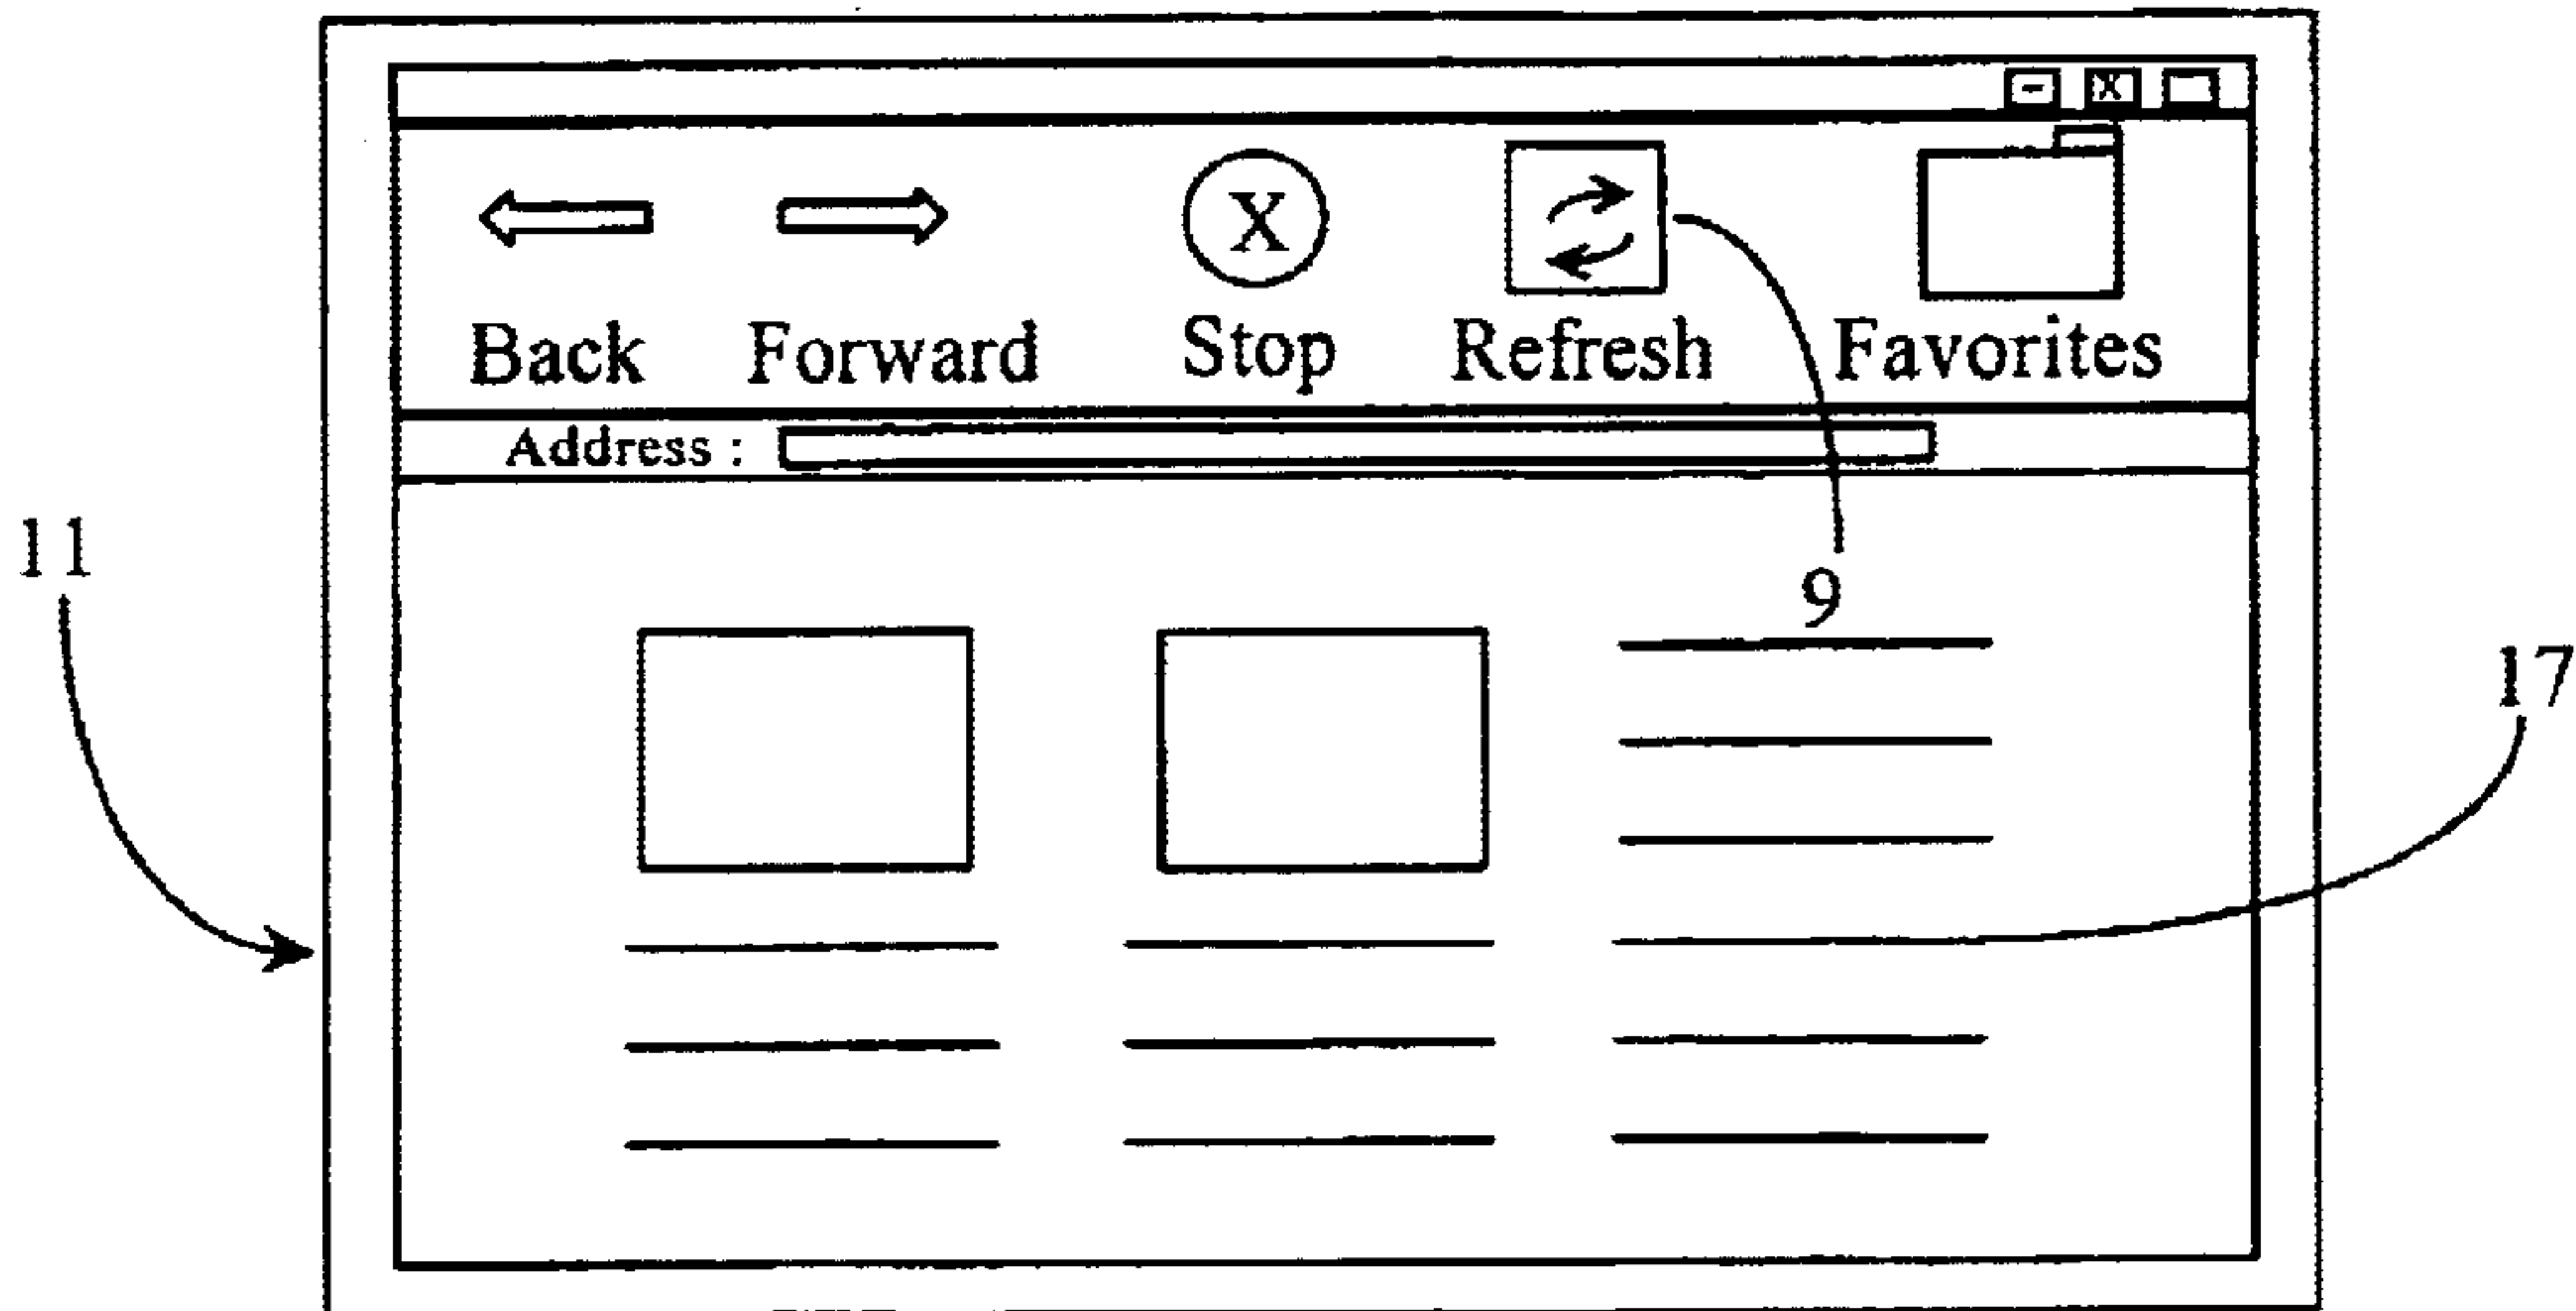 - X
X
Back Forward Stop Refresh Favorites
Address :
11
9
17